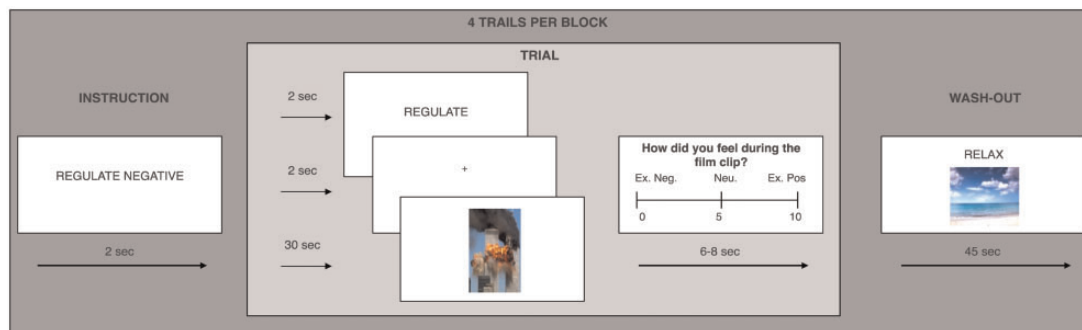 4 TRAILS PER BLOCK
TRIAL
INSTRUCTION
REGULATE NEGATIVE
2 sec
2 sec
REGULATE
2 sec
+
30 sec
How did you feel during the
film clip?
Ex. Neg. Neu. Ex. Pos
0 5 10
6-8 sec
WASH-OUT
RELAX
45 sec